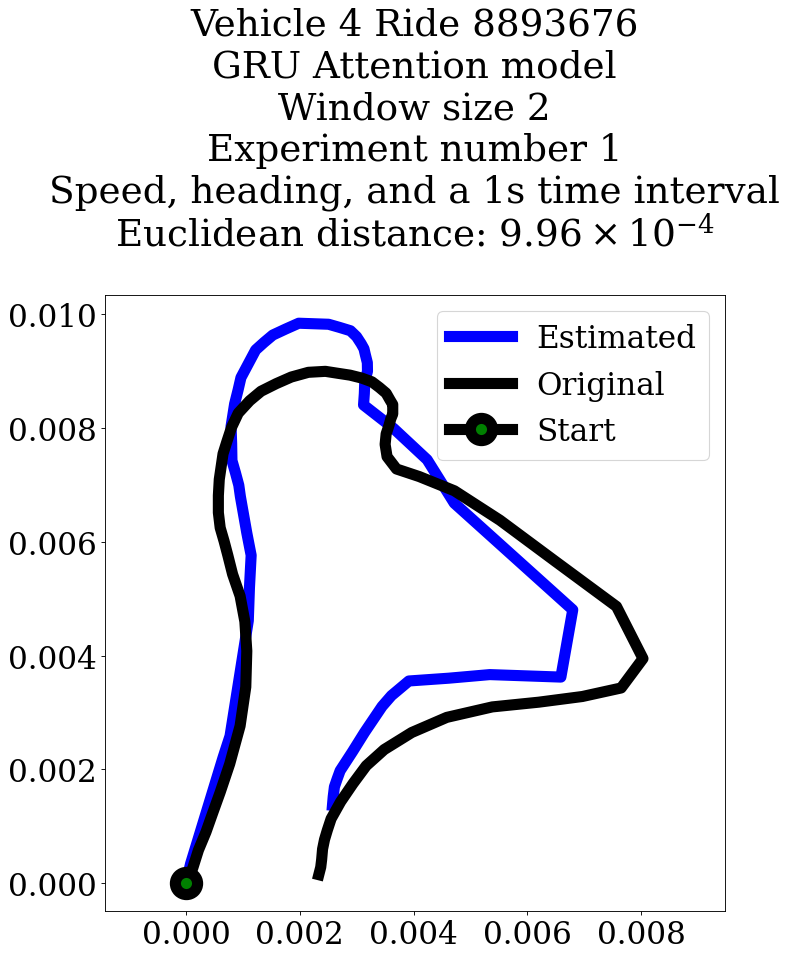 Vehicle 4 Ride 8893676
GRU Attention model
Window size 2
Experiment number 1
Speed, heading, and a 1s time interval
Euclidean distance: 9.96 × 10⁻⁴
0.010
0.008
0.006
0.004
0.002
0.000
Estimated
Original
Start
0.000 0.002 0.004 0.006 0.008